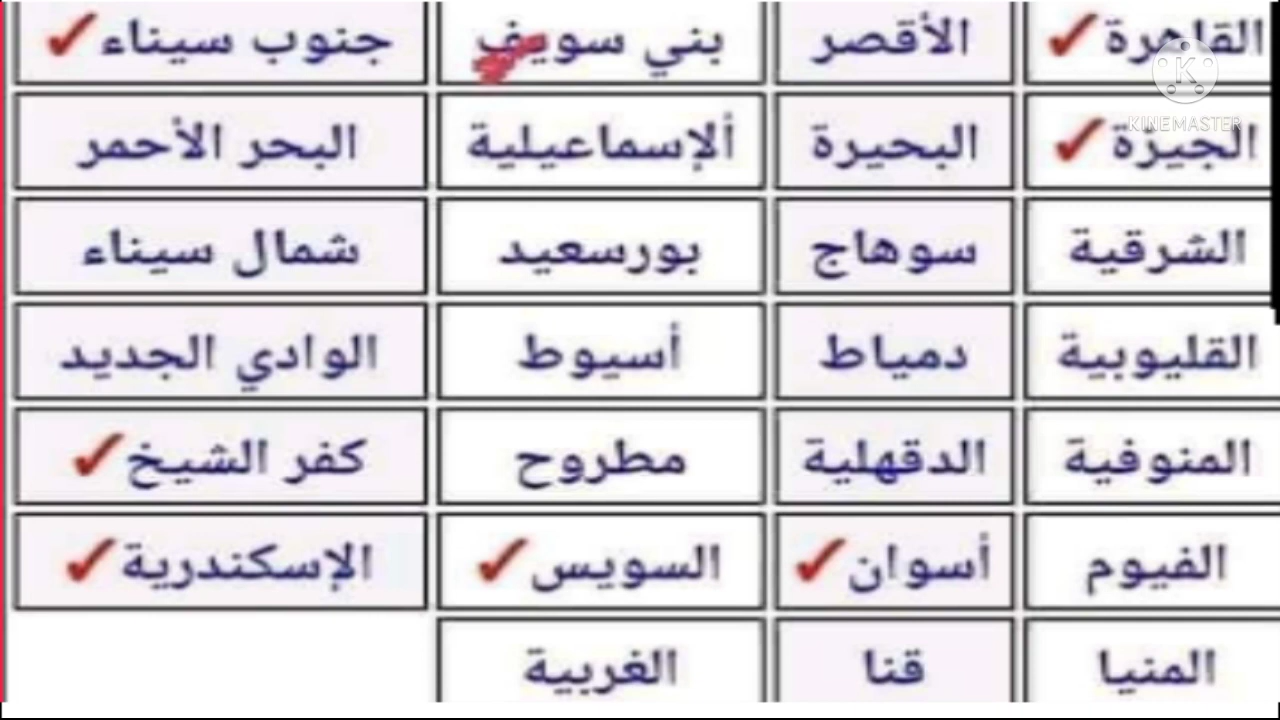 القاهرة✓ الأقصر بني سويف جنوب سيناء✓
KINEMASTER
الجيزة✓ البحيرة ألإسماعيلية البحر الأحمر
الشرقية سوهاج بورسعيد شمال سيناء
القليوبية دمياط أسيوط الوادي الجديد
المنوفية الدقهلية مطروح كفر الشيخ✓
الفيوم أسوان✓ السويس✓ الإسكندرية✓
المنيا قنا الغربية